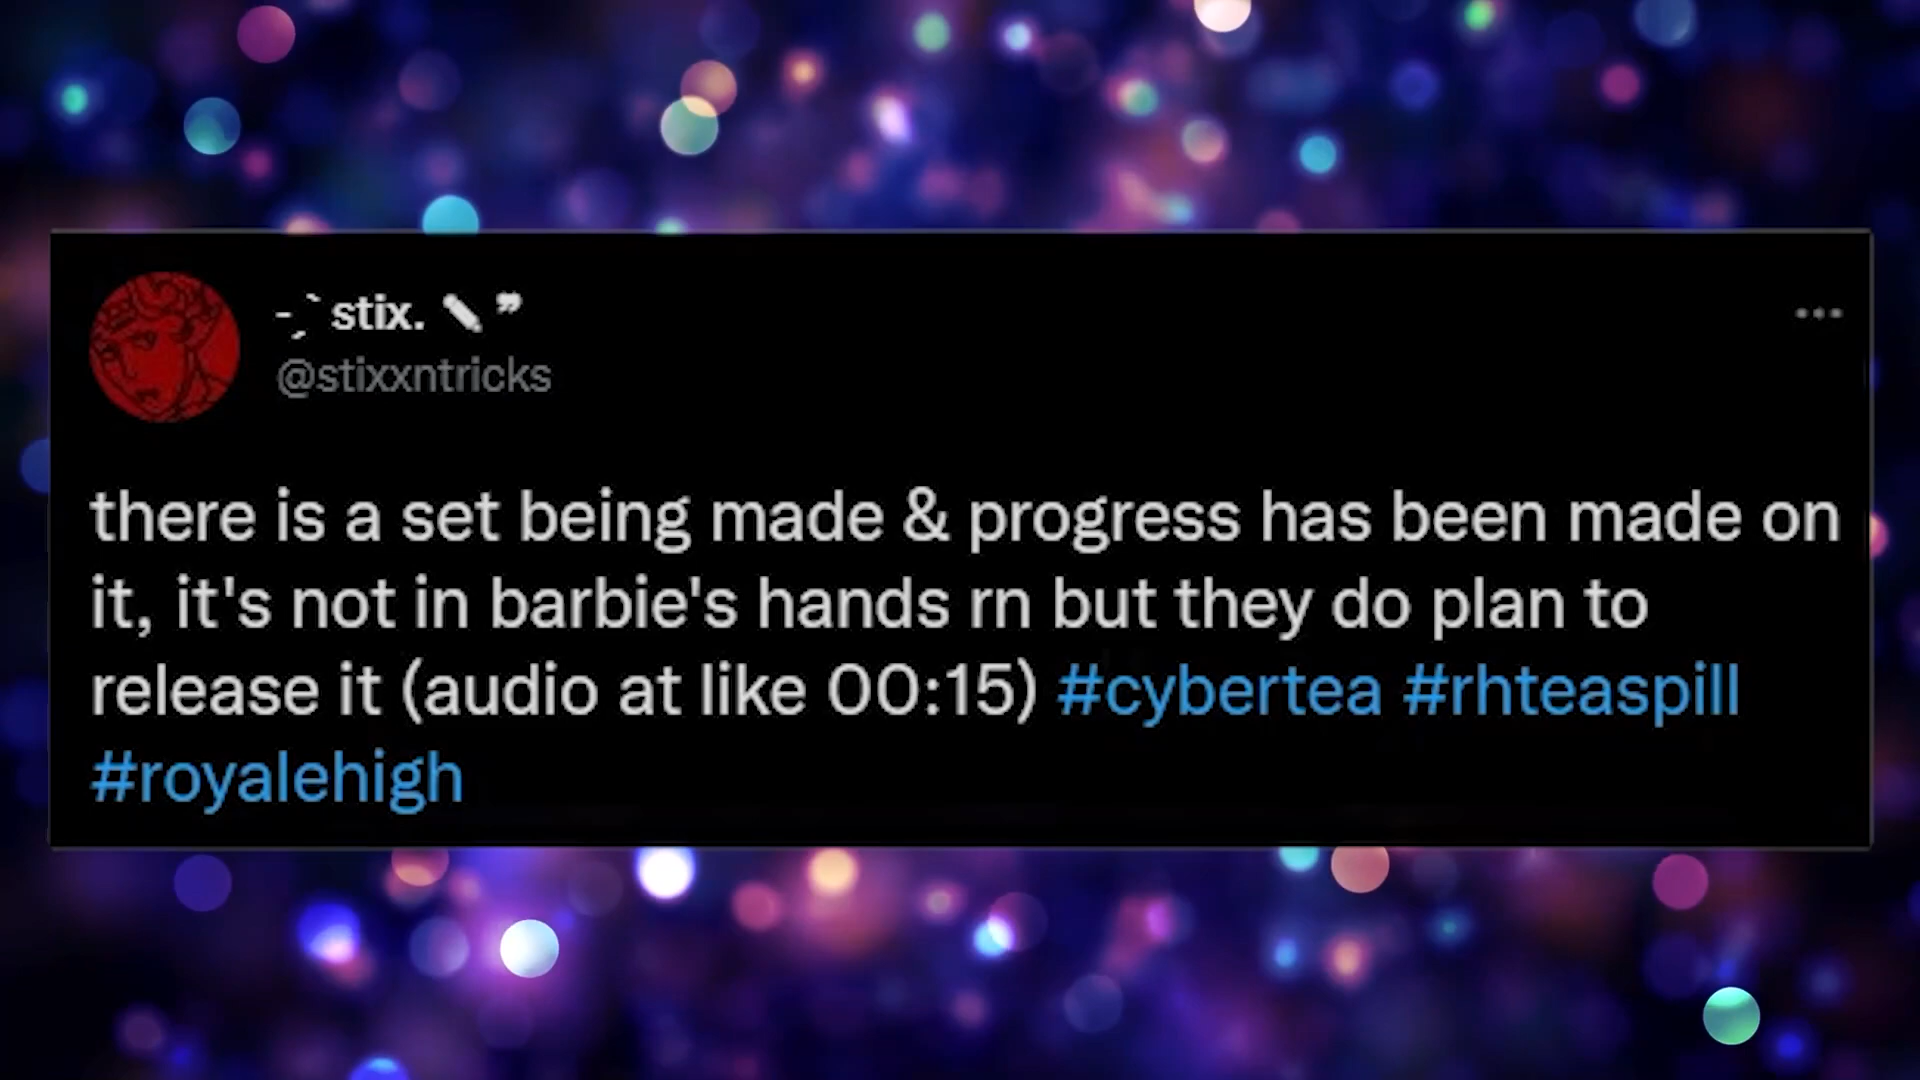 -ˏˋ stix. ✏ ❞
@stixxntricks
there is a set being made & progress has been made on
it, it's not in barbie's hands rn but they do plan to
release it (audio at like 00:15) #cybertea #rhteaspill
#royalehigh